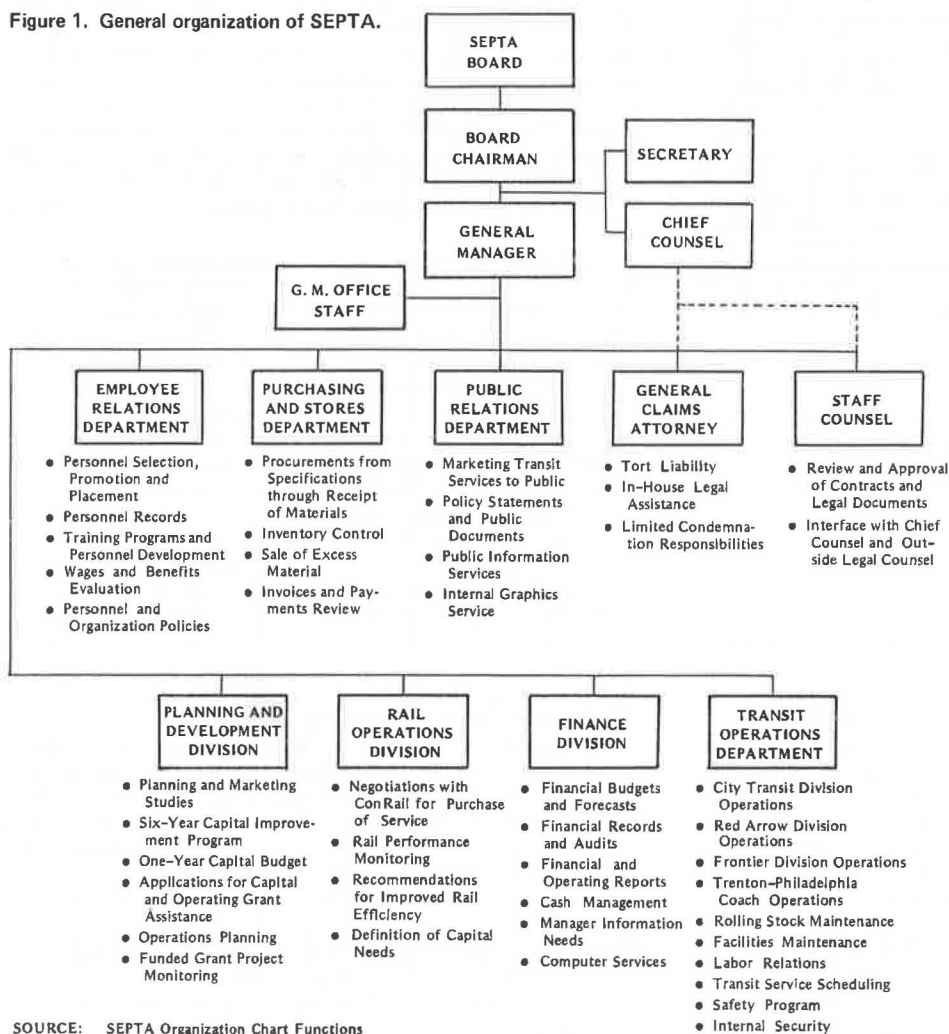 Figure 1. General organization of SEPTA.
SEPTA
BOARD
BOARD
CHAIRMAN
SECRETARY
GENERAL
MANAGER
CHIEF
COUNSEL
G. M. OFFICE
STAFF
EMPLOYEE
RELATIONS
DEPARTMENT
• Personnel Selection,
Promotion and
Placement
• Personnel Records
• Training Programs and
Personnel Development
• Wages and Benefits
Evaluation
• Personnel and
Organization Policies
PURCHASING
AND STORES
DEPARTMENT
• Procurements from
Specifications
through Receipt
of Materials
• Inventory Control
• Sale of Excess
Material
• Invoices and Pay-
ments Review
PUBLIC
RELATIONS
DEPARTMENT
• Marketing Transit
Services to Public
• Policy Statements
and Public
Documents
• Public Information
Services
• Internal Graphics
Service
GENERAL
CLAIMS
ATTORNEY
• Tort Liability
• In-House Legal
Assistance
• Limited Condemna-
tion Responsibilities
STAFF
COUNSEL
• Review and Approval
of Contracts and
Legal Documents
• Interface with Chief
Counsel and Out-
side Legal Counsel
PLANNING AND
DEVELOPMENT
DIVISION
• Planning and Marketing
Studies
• Six-Year Capital Improve-
ment Program
• One-Year Capital Budget
• Applications for Capital
and Operating Grant
Assistance
• Operations Planning
• Funded Grant Project
Monitoring
RAIL
OPERATIONS
DIVISION
• Negotiations with
ConRail for Purchase
of Service
• Rail Performance
Monitoring
• Recommendations
for Improved Rail
Efficiency
• Definition of Capital
Needs
FINANCE
DIVISION
• Financial Budgets
and Forecasts
• Financial Records
and Audits
• Financial and
Operating Reports
• Cash Management
• Manager Information
Needs
• Computer Services
TRANSIT
OPERATIONS
DEPARTMENT
• City Transit Division
Operations
• Red Arrow Division
Operations
• Frontier Division Operations
• Trenton-Philadelphia
Coach Operations
• Rolling Stock Maintenance
• Facilities Maintenance
• Labor Relations
• Transit Service Scheduling
• Safety Program
• Internal Security
SOURCE: SEPTA Organization Chart Functions